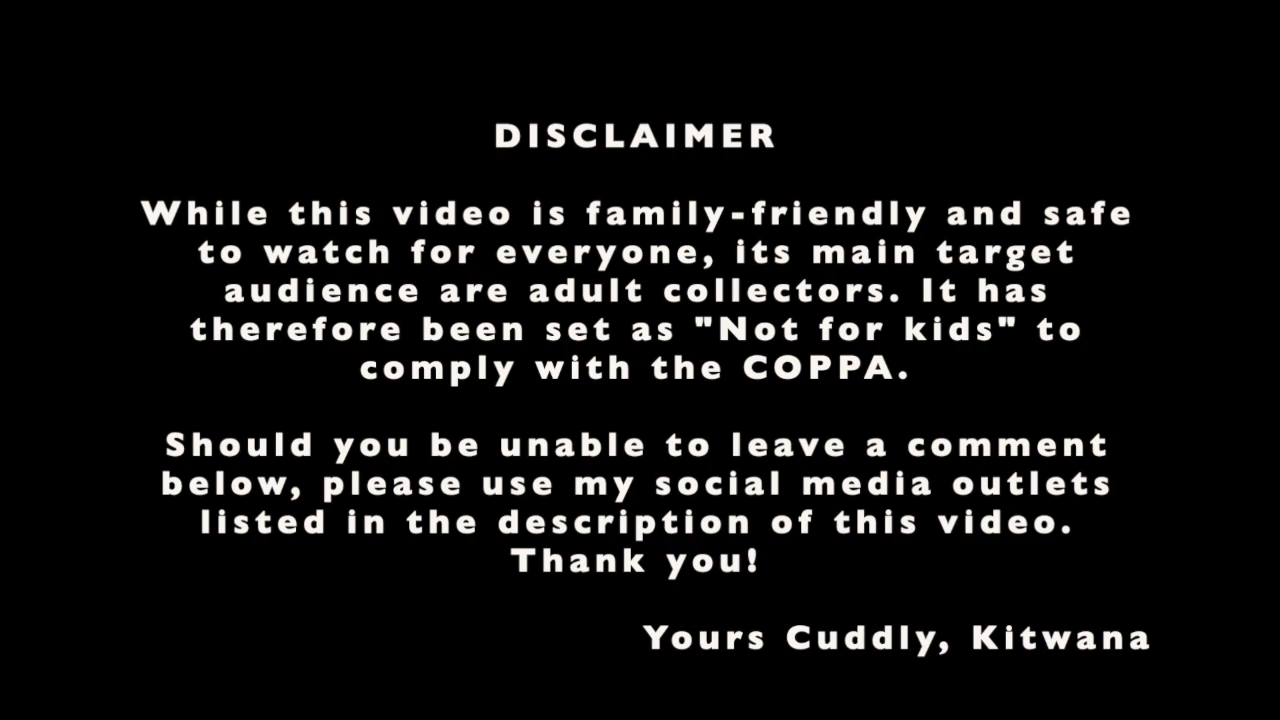 DISCLAIMER
While this video is family-friendly and safe
to watch for everyone, its main target
audience are adult collectors. It has
therefore been set as "Not for kids" to
comply with the COPPA.
Should you be unable to leave a comment
below, please use my social media outlets
listed in the description of this video.
Thank you!
Yours Cuddly, Kitwana